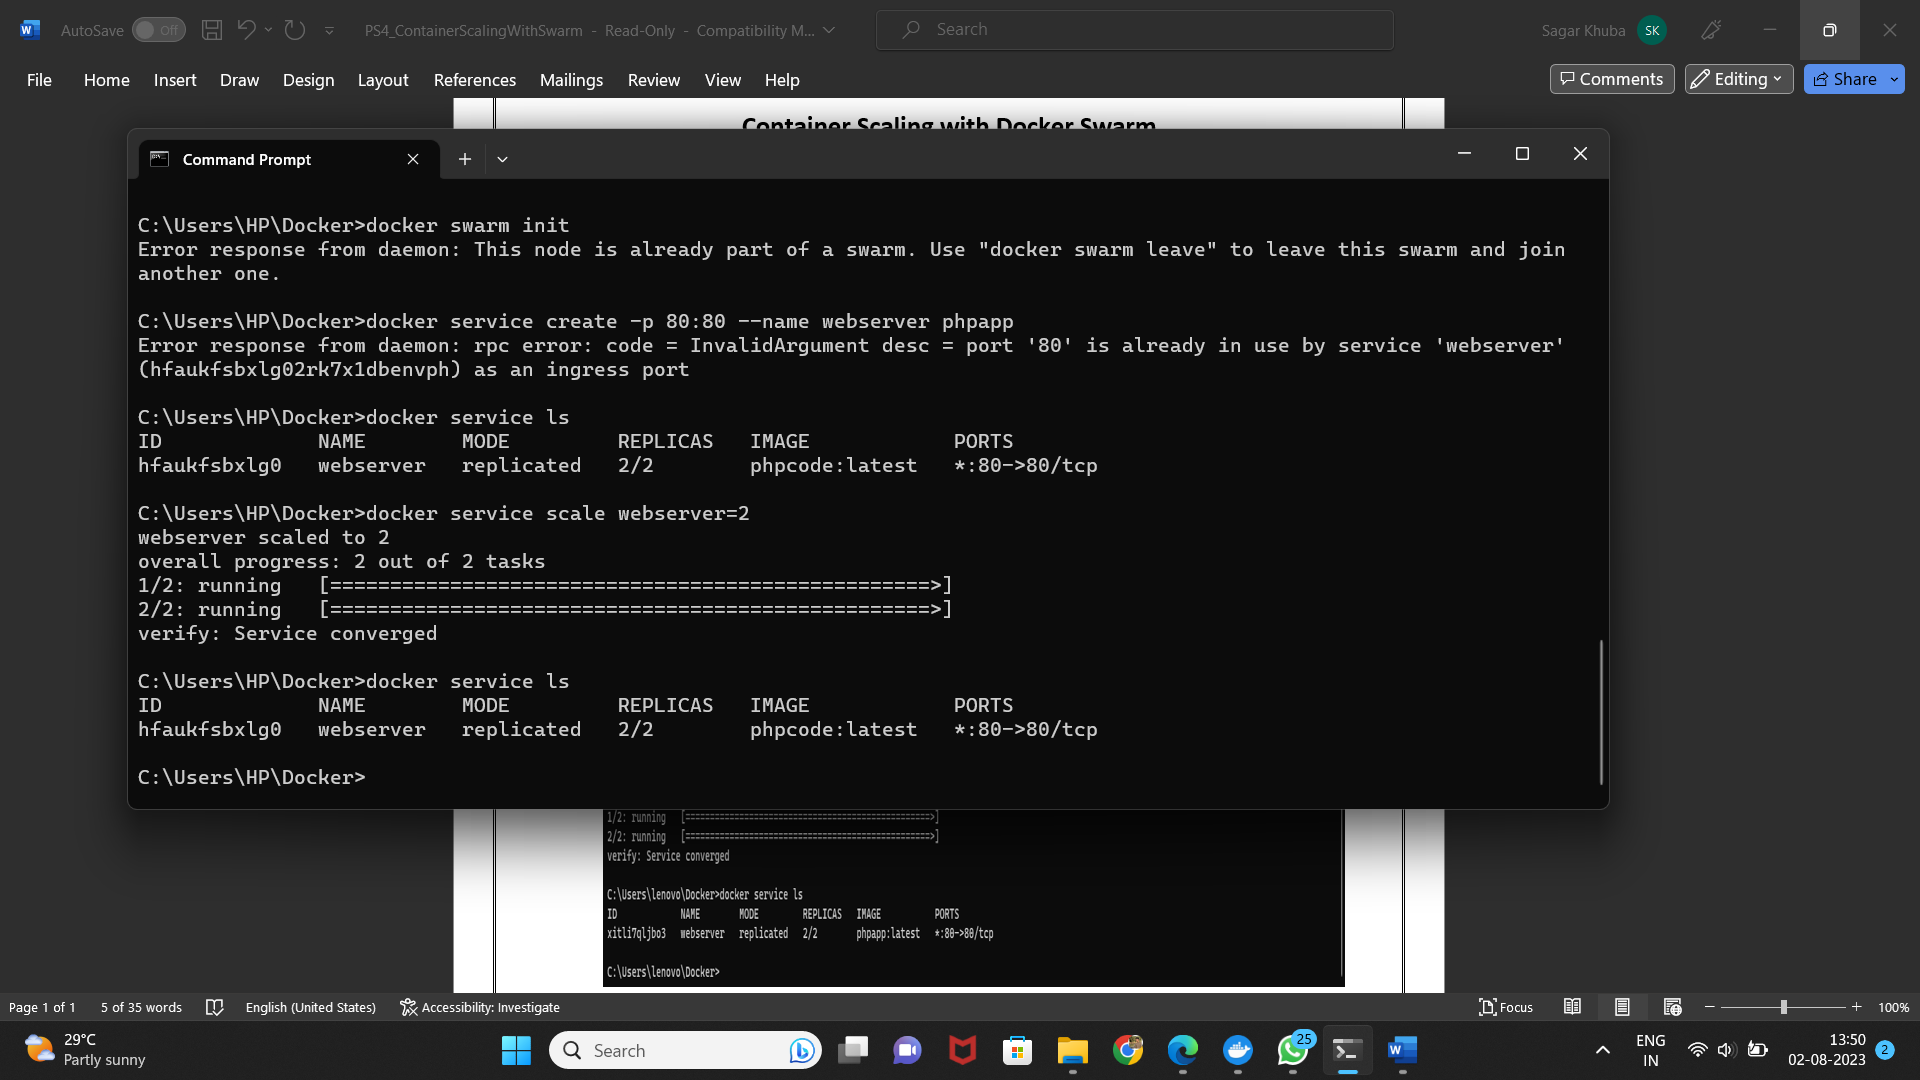 AutoSave Off PS4_ContainerScalingWithSwarm - Read-Only - Compatibility M... Search Sagar Khuba SK
File Home Insert Draw Design Layout References Mailings Review View Help Comments Editing Share
Container Scaling with Docker Swarm
Command Prompt
C:\Users\HP\Docker>docker swarm init
Error response from daemon: This node is already part of a swarm. Use "docker swarm leave" to leave this swarm and join
another one.
C:\Users\HP\Docker>docker service create -p 80:80 --name webserver phpapp
Error response from daemon: rpc error: code = InvalidArgument desc = port '80' is already in use by service 'webserver'
(hfaukfsbxlg02rk7x1dbenvph) as an ingress port
C:\Users\HP\Docker>docker service ls
ID NAME MODE REPLICAS IMAGE PORTS
hfaukfsbxlg0 webserver replicated 2/2 phpcode:latest *:80->80/tcp
C:\Users\HP\Docker>docker service scale webserver=2
webserver scaled to 2
overall progress: 2 out of 2 tasks
1/2: running [==================================================>]
2/2: running [==================================================>]
verify: Service converged
C:\Users\HP\Docker>docker service ls
ID NAME MODE REPLICAS IMAGE PORTS
hfaukfsbxlg0 webserver replicated 2/2 phpcode:latest *:80->80/tcp
C:\Users\HP\Docker>
1/2: running [==================================================>]
2/2: running [==================================================>]
verify: Service converged
C:\Users\lenovo\Docker>docker service ls
ID NAME MODE REPLICAS IMAGE PORTS
xitli7qljbo3 webserver replicated 2/2 phpapp:latest *:80->80/tcp
C:\Users\lenovo\Docker>
Page 1 of 1 5 of 35 words English (United States) Accessibility: Investigate Focus 100%
29°C
Partly sunny
Search
25
ENG
IN
13:50
02-08-2023
2